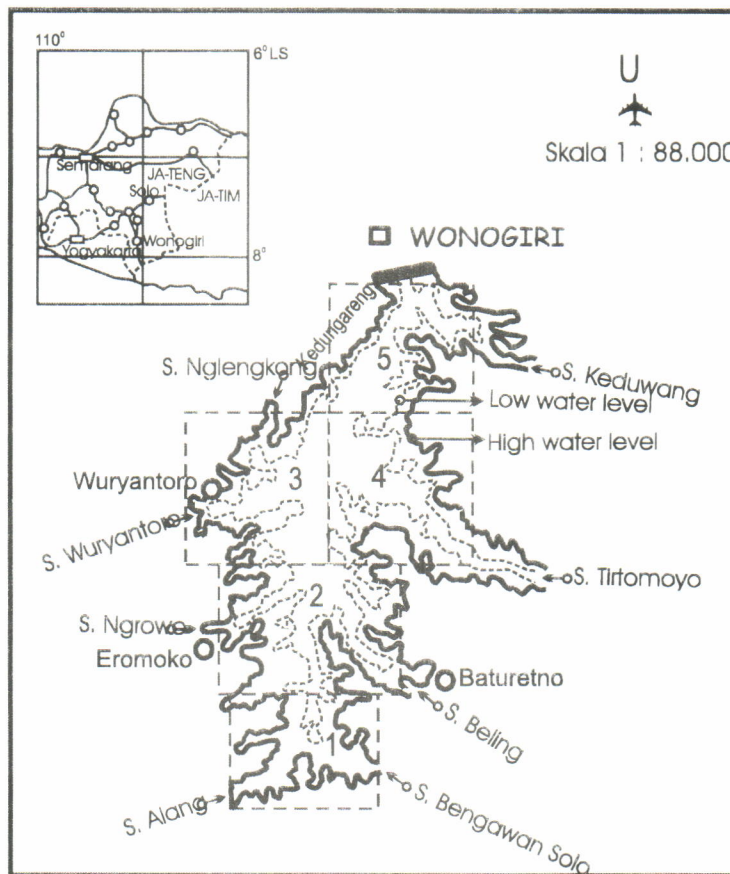 110°
6° LS
Semarang
JA-TENG
Solo
JA-TIM
Yogyakarta
Wonogiri
8°
U
Skala 1 : 88.000
WONOGIRI
Kedungareng
S. Nglengkong
5
S. Keduwang
Low water level
High water level
Wuryantoro
3
4
S. Wuryantoro
S. Tirtomoyo
2
S. Ngrowo
Eromoko
Baturetno
S. Beling
1
S. Alang
S. Bengawan Solo